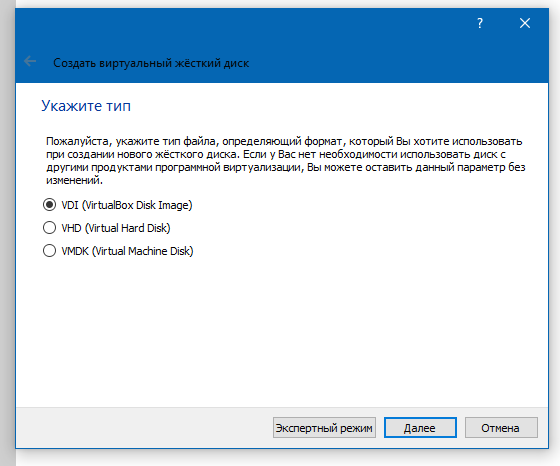 ?
Создать виртуальный жёсткий диск
Укажите тип
Пожалуйста, укажите тип файла, определяющий формат, который Вы хотите использовать
при создании нового жёсткого диска. Если у Вас нет необходимости использовать диск с
другими продуктами программной виртуализации, Вы можете оставить данный параметр без
изменений.
VDI (VirtualBox Disk Image)
VHD (Virtual Hard Disk)
VMDK (Virtual Machine Disk)
Экспертный режим Далее Отмена